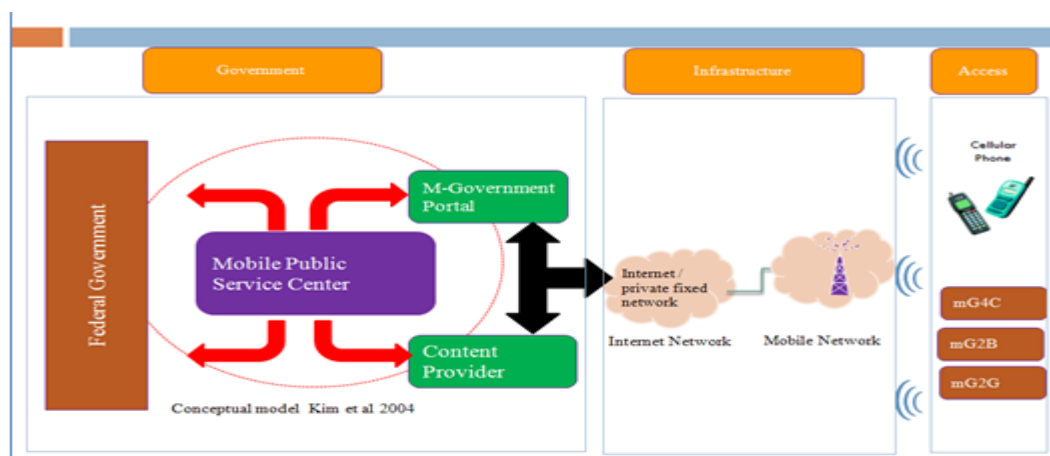 Government
Infrastructure
Access
Federal Government
M-Government
Portal
Mobile Public
Service Center
Content
Provider
Conceptual model Kim et al 2004
Internet /
private fixed
network
Internet Network
Mobile Network
Cellular
Phone
mG4C
mG2B
mG2G